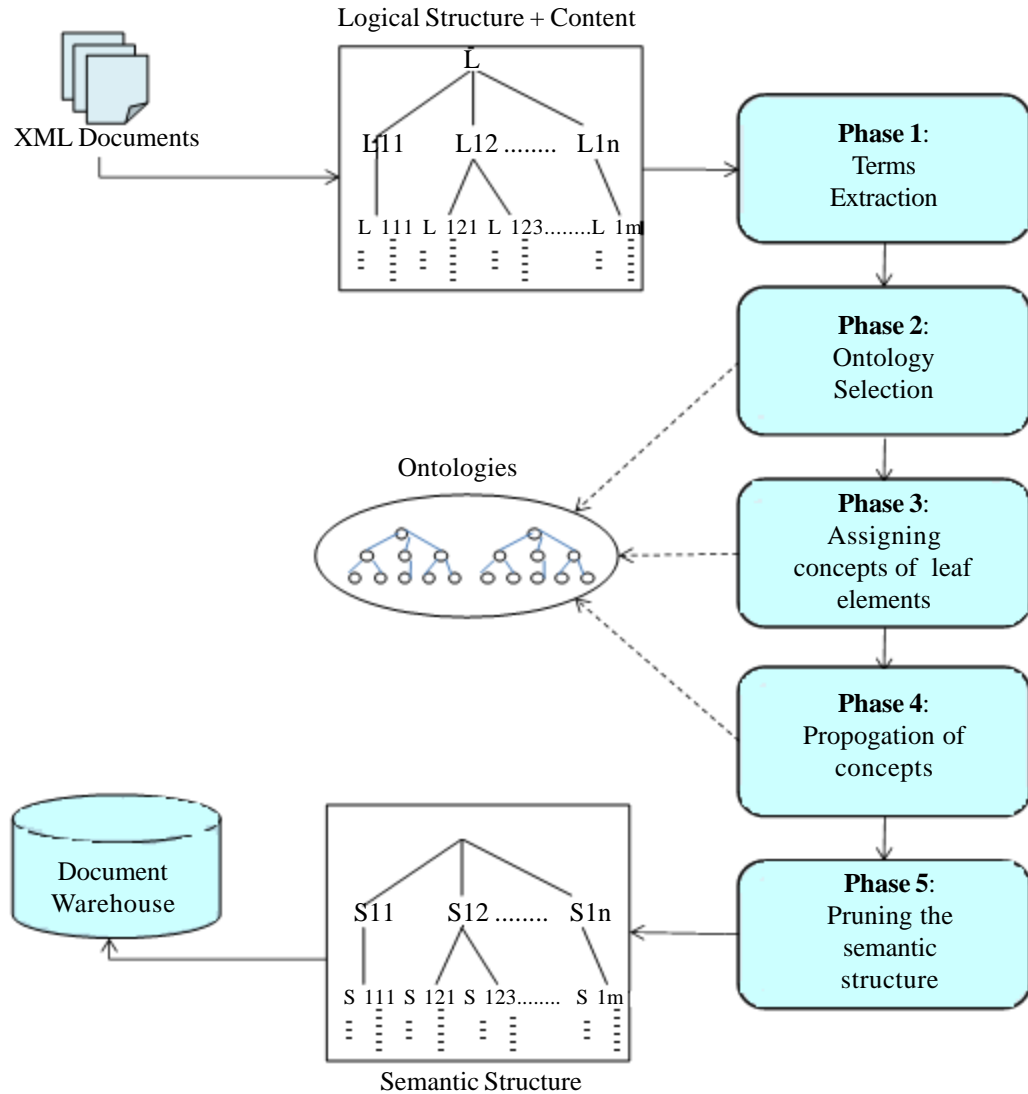 Logical Structure + Content
XML Documents
L
L11 L12 ........ L1n
L 111 L 121 L 123........L 1m
Phase 1:
Terms
Extraction
Phase 2:
Ontology
Selection
Ontologies
Phase 3:
Assigning
concepts of leaf
elements
Phase 4:
Propogation of
concepts
Document
Warehouse
S11 S12 ........ S1n
S 111 S 121 S 123........ S 1m
Semantic Structure
Phase 5:
Pruning the
semantic
structure